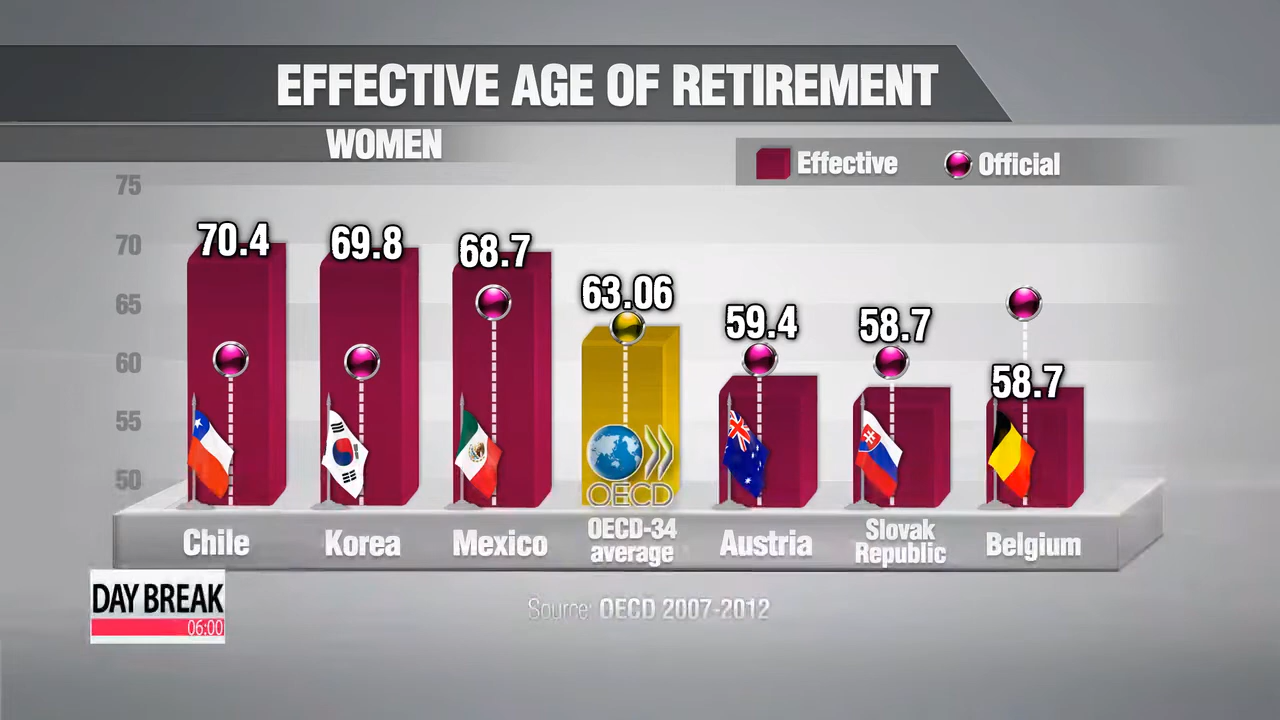 EFFECTIVE AGE OF RETIREMENT
WOMEN
Effective
Official
75
70
65
60
55
50
70.4
69.8
68.7
63.06
59.4
58.7
58.7
OECD
Chile
Korea
Mexico
OECD-34
average
Austria
Slovak
Republic
Belgium
DAY BREAK
06:00
Source: OECD 2007-2012